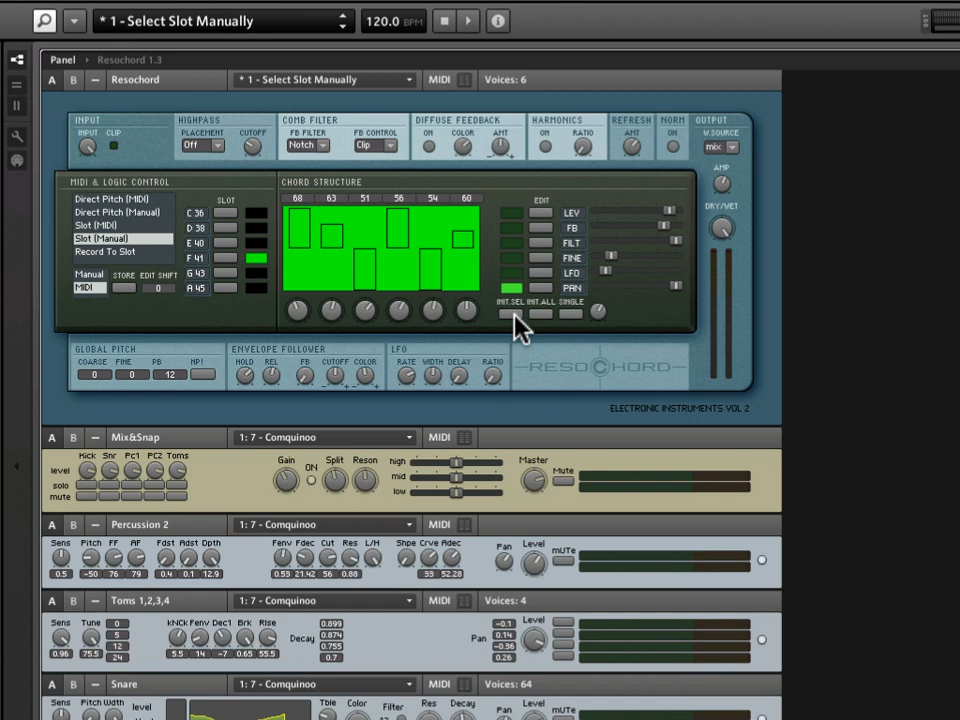 * 1 - Select Slot Manually 120.0 BPM
Panel Resochord 1.3
A B Resochord * 1 - Select Slot Manually MIDI Voices: 6
INPUT HIGHPASS COMB FILTER DIFFUSE FEEDBACK HARMONICS REFRESH NORM OUTPUT
INPUT CLIP PLACEMENT CUTOFF FB FILTER FB CONTROL ON COLOR AMT ON RATIO AMT ON W.SOURCE
Off Notch Clip mix
AMP
MIDI & LOGIC CONTROL CHORD STRUCTURE
Direct Pitch (MIDI) SLOT 68 63 51 56 54 60 EDIT
Direct Pitch (Manual) C 36 LEV
DRY/WET
Slot (MIDI) D 38 FB
Slot (Manual) E 40 FILT
Record To Slot F 41 FINE
Manual STORE EDIT SHIFT G 43 LFO
MIDI 0 A 45 PAN
INIT.SEL INIT.ALL SINGLE
GLOBAL PITCH ENVELOPE FOLLOWER LFO
COARSE FINE PB MP! HOLD REL FB CUTOFF COLOR RATE WIDTH DELAY RATIO
0 0 12
RESOCHORD
ELECTRONIC INSTRUMENTS VOL 2
A B Mix&Snap 1: 7 - Comquinoo MIDI
Kick Snr Pc1 PC2 Toms Gain ON Split Reson high Master Mute
level mid
solo low
mute
A B Percussion 2 1: 7 - Comquinoo MIDI
Sens Pitch FF AF Fdst Adst Dpth Fenv Fdec Cut Res L/H Shpe Crve Adec Pan Level mUTe
0.5 -50 76 79 0.4 0.1 12.9 0.53 21.42 56 0.88 33 52.28
A B Toms 1,2,3,4 1: 7 - Comquinoo MIDI Voices: 4
Sens Tune 0 kNCk Fenv Dec1 Brk RIse 0.899 -0.1 Level
5 Decay 0.874 Pan 0.14
12 0.755 -0.36
0.96 75.5 24 5.5 14 -7 0.65 55.5 0.7 0.26
A B Snare 1: 7 - Comquinoo MIDI Voices: 64
Sens Pitch Wdth level Tble Color Filter Res Decay Pan Level mUTe